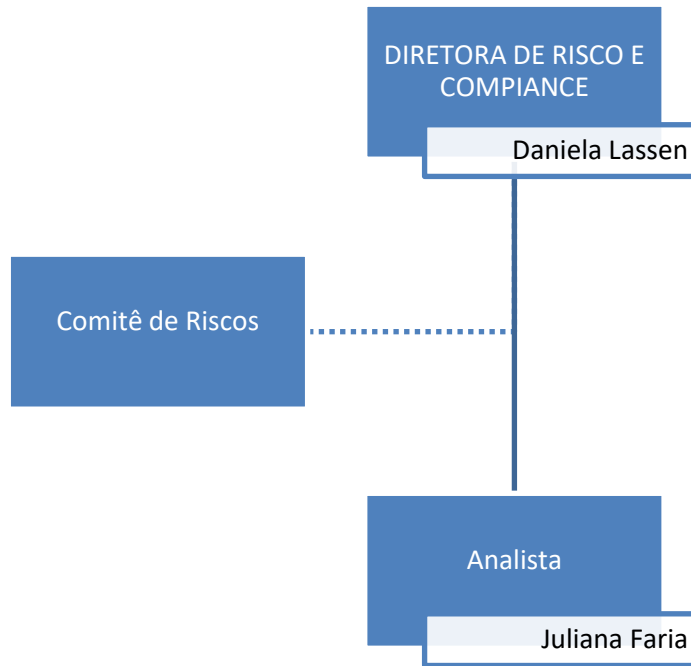 DIRETORA DE RISCO E
COMPIANCE
Daniela Lassen
Comitê de Riscos
Analista
Juliana Faria